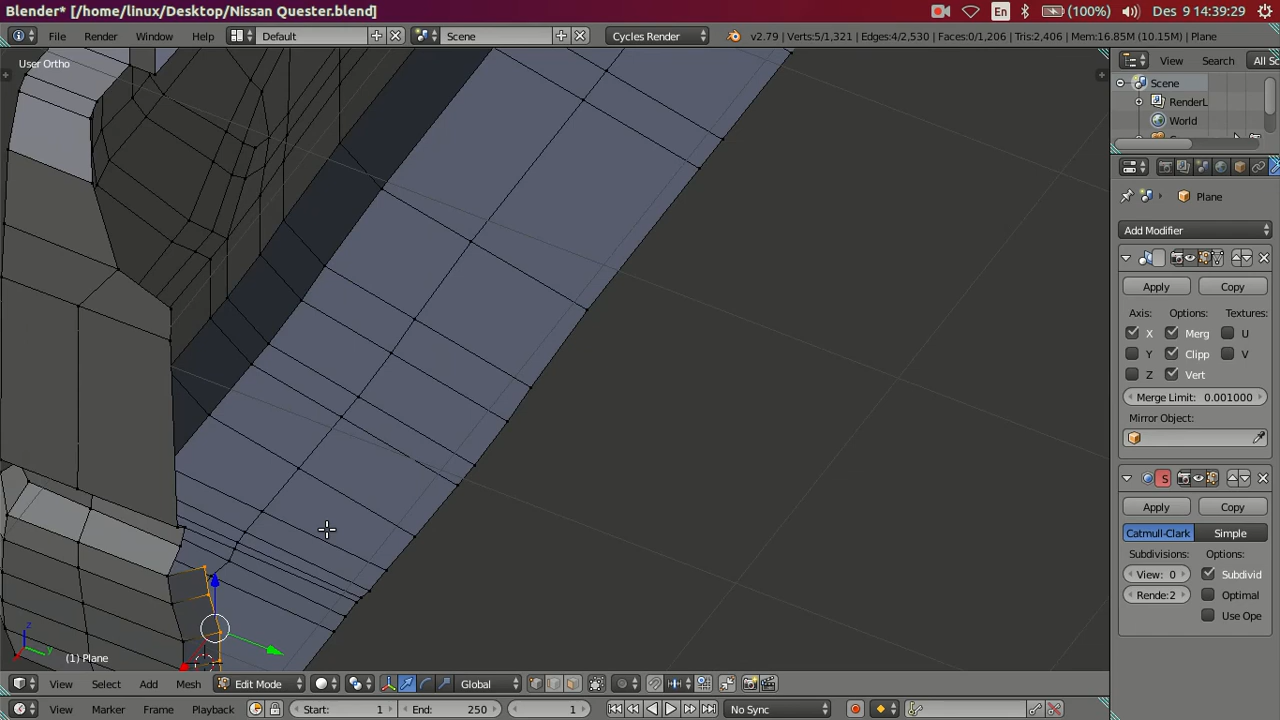 Blender* [/home/linux/Desktop/Nissan Quester.blend]
En (100%) Des 9 14:39:29
File Render Window Help Default Scene Cycles Render v2.79 | Verts:5/1,321 | Edges:4/2,530 | Faces:0/1,206 | Tris:2,406 | Mem:16.85M (10.15M) | Plane
User Ortho
View Search All Sc
Scene
RenderL
World
Plane
Add Modifier
Apply Copy
Axis: Options: Textures:
X Merg U
Y Clipp V
Z Vert
Merge Limit: 0.001000
Mirror Object:
S
Apply Copy
Catmull-Clark Simple
Subdivisions: Options:
View: 0 Subdivid
Rende:2 Optimal
Use Ope
z
y
(1) Plane
View Select Add Mesh Edit Mode Global
View Marker Frame Playback Start: 1 End: 250 1 No Sync